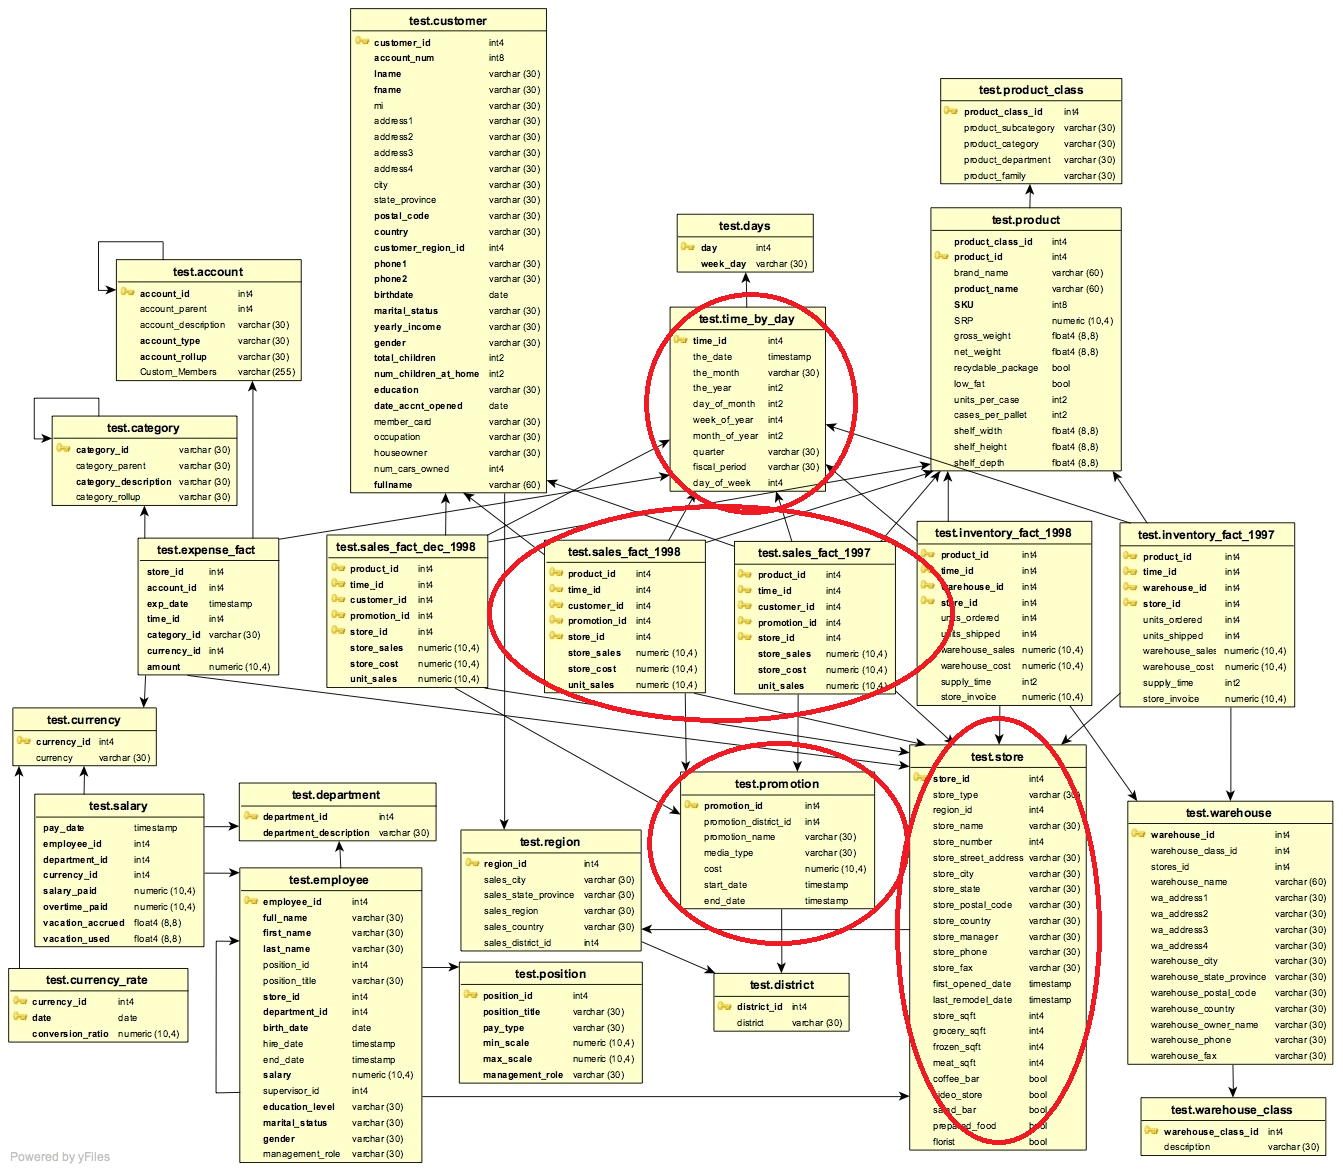 test.customer
customer_id int4
account_num int8
lname varchar (30)
fname varchar (30)
mi varchar (30)
address1 varchar (30)
address2 varchar (30)
address3 varchar (30)
address4 varchar (30)
city varchar (30)
state_province varchar (30)
postal_code varchar (30)
country varchar (30)
customer_region_id int4
phone1 varchar (30)
phone2 varchar (30)
birthdate date
marital_status varchar (30)
yearly_income varchar (30)
gender varchar (30)
total_children int2
num_children_at_home int2
education varchar (30)
date_accnt_opened date
member_card varchar (30)
occupation varchar (30)
houseowner varchar (30)
num_cars_owned int4
fullname varchar (60)
test.product_class
product_class_id int4
product_subcategory varchar (30)
product_category varchar (30)
product_department varchar (30)
product_family varchar (30)
test.product
product_class_id int4
product_id int4
brand_name varchar (60)
product_name varchar (60)
SKU int8
SRP numeric (10,4)
gross_weight float4 (8,8)
net_weight float4 (8,8)
recyclable_package bool
low_fat bool
units_per_case int2
cases_per_pallet int2
shelf_width float4 (8,8)
shelf_height float4 (8,8)
shelf_depth float4 (8,8)
test.days
day int4
week_day varchar (30)
test.time_by_day
time_id int4
the_date timestamp
the_month varchar (30)
the_year int2
day_of_month int2
week_of_year int4
month_of_year int2
quarter varchar (30)
fiscal_period varchar (30)
day_of_week int4
test.account
account_id int4
account_parent int4
account_description varchar (30)
account_type varchar (30)
account_rollup varchar (30)
Custom_Members varchar (255)
test.category
category_id varchar (30)
category_parent varchar (30)
category_description varchar (30)
category_rollup varchar (30)
test.expense_fact
store_id int4
account_id int4
exp_date timestamp
time_id int4
category_id varchar (30)
currency_id int4
amount numeric (10,4)
test.sales_fact_dec_1998
product_id int4
time_id int4
customer_id int4
promotion_id int4
store_id int4
store_sales numeric (10,4)
store_cost numeric (10,4)
unit_sales numeric (10,4)
test.sales_fact_1998
product_id int4
time_id int4
customer_id int4
promotion_id int4
store_id int4
store_sales numeric (10,4)
store_cost numeric (10,4)
unit_sales numeric (10,4)
test.sales_fact_1997
product_id int4
time_id int4
customer_id int4
promotion_id int4
store_id int4
store_sales numeric (10,4)
store_cost numeric (10,4)
unit_sales numeric (10,4)
test.inventory_fact_1998
product_id int4
time_id int4
warehouse_id int4
store_id int4
units_ordered int4
units_shipped int4
warehouse_sales numeric (10,4)
warehouse_cost numeric (10,4)
supply_time int2
store_invoice numeric (10,4)
test.inventory_fact_1997
product_id int4
time_id int4
warehouse_id int4
store_id int4
units_ordered int4
units_shipped int4
warehouse_sales numeric (10,4)
warehouse_cost numeric (10,4)
supply_time int2
store_invoice numeric (10,4)
test.currency
currency_id int4
currency varchar (30)
test.salary
pay_date timestamp
employee_id int4
department_id int4
currency_id int4
salary_paid numeric (10,4)
overtime_paid numeric (10,4)
vacation_accrued float4 (8,8)
vacation_used float4 (8,8)
test.currency_rate
currency_id int4
date date
conversion_ratio numeric (10,4)
test.department
department_id int4
department_description varchar (30)
test.employee
employee_id int4
full_name varchar (30)
first_name varchar (30)
last_name varchar (30)
position_id int4
position_title varchar (30)
store_id int4
department_id int4
birth_date date
hire_date timestamp
end_date timestamp
salary numeric (10,4)
supervisor_id int4
education_level varchar (30)
marital_status varchar (30)
gender varchar (30)
management_role varchar (30)
test.region
region_id int4
sales_city varchar (30)
sales_state_province varchar (30)
sales_region varchar (30)
sales_country varchar (30)
sales_district_id int4
test.position
position_id int4
position_title varchar (30)
pay_type varchar (30)
min_scale numeric (10,4)
max_scale numeric (10,4)
management_role varchar (30)
test.promotion
promotion_id int4
promotion_district_id int4
promotion_name varchar (30)
media_type varchar (30)
cost numeric (10,4)
start_date timestamp
end_date timestamp
test.district
district_id int4
district varchar (30)
test.store
store_id int4
store_type varchar (30)
region_id int4
store_name varchar (30)
store_number int4
store_street_address varchar (30)
store_city varchar (30)
store_state varchar (30)
store_postal_code varchar (30)
store_country varchar (30)
store_manager varchar (30)
store_phone varchar (30)
store_fax varchar (30)
first_opened_date timestamp
last_remodel_date timestamp
store_sqft int4
grocery_sqft int4
frozen_sqft int4
meat_sqft int4
coffee_bar bool
video_store bool
salad_bar bool
prepared_food bool
florist bool
test.warehouse
warehouse_id int4
warehouse_class_id int4
stores_id int4
warehouse_name varchar (60)
wa_address1 varchar (30)
wa_address2 varchar (30)
wa_address3 varchar (30)
wa_address4 varchar (30)
warehouse_city varchar (30)
warehouse_state_province varchar (30)
warehouse_postal_code varchar (30)
warehouse_country varchar (30)
warehouse_owner_name varchar (30)
warehouse_phone varchar (30)
warehouse_fax varchar (30)
test.warehouse_class
warehouse_class_id int4
description varchar (30)
Powered by yFiles